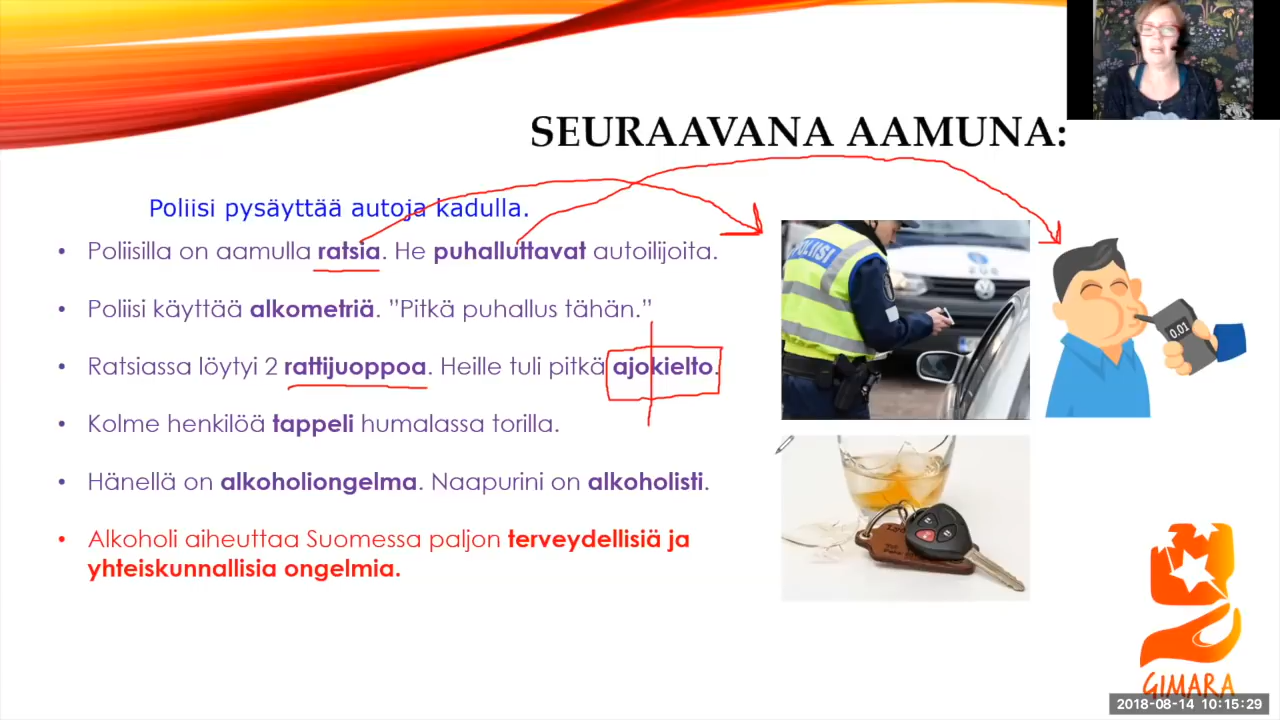 SEURAAVANA AAMUNA:
Poliisi pysäyttää autoja kadulla.
• Poliisilla on aamulla ratsia. He puhalluttavat autoilijoita.
• Poliisi käyttää alkometriä. ”Pitkä puhallus tähän.”
• Ratsiassa löytyi 2 rattijuoppoa. Heille tuli pitkä ajokielto.
• Kolme henkilöä tappeli humalassa torilla.
• Hänellä on alkoholiongelma. Naapurini on alkoholisti.
• Alkoholi aiheuttaa Suomessa paljon terveydellisiä ja
yhteiskunnallisia ongelmia.
POLIISI
0.01
GIMARA
2018-08-14 10:15:29